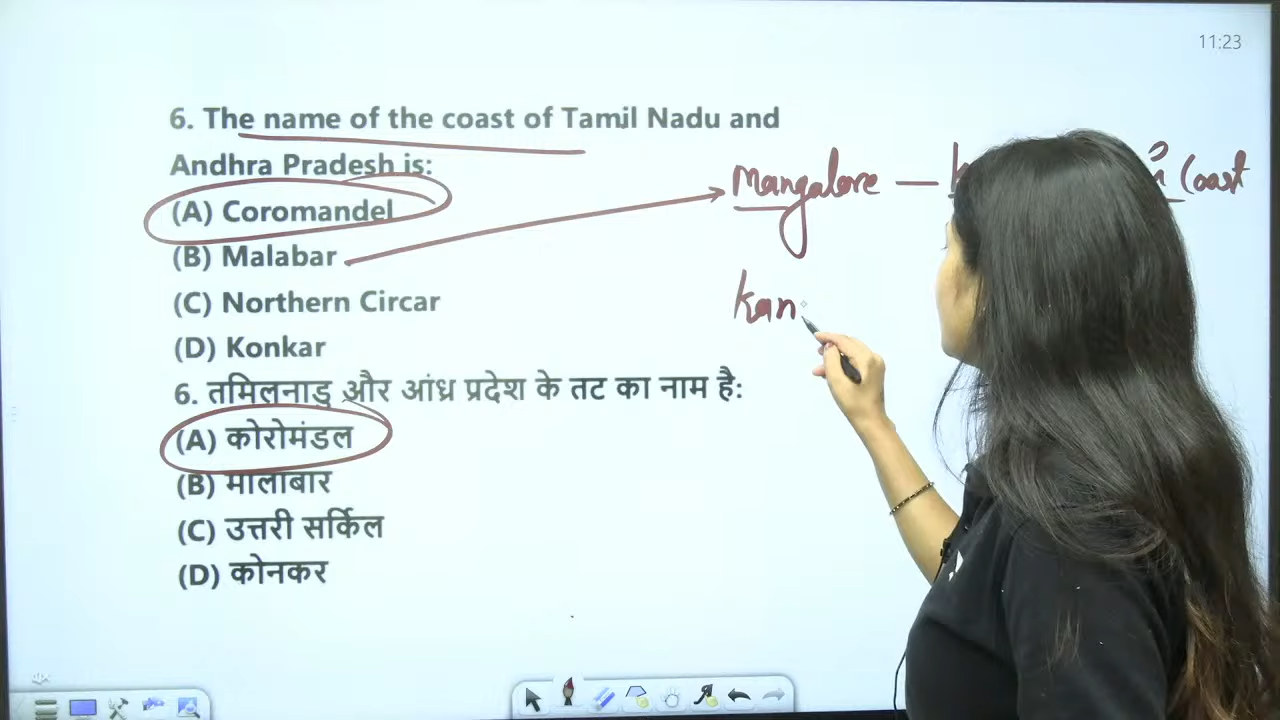 11:23
6. The name of the coast of Tamil Nadu and
Andhra Pradesh is:
(A) Coromandel
(B) Malabar
(C) Northern Circar
(D) Konkar
6. तमिलनाडु और आंध्र प्रदेश के तट का नाम है:
(A) कोरोमंडल
(B) मालाबार
(C) उत्तरी सर्किल
(D) कोनकर
Mangalore — Coast
Kan